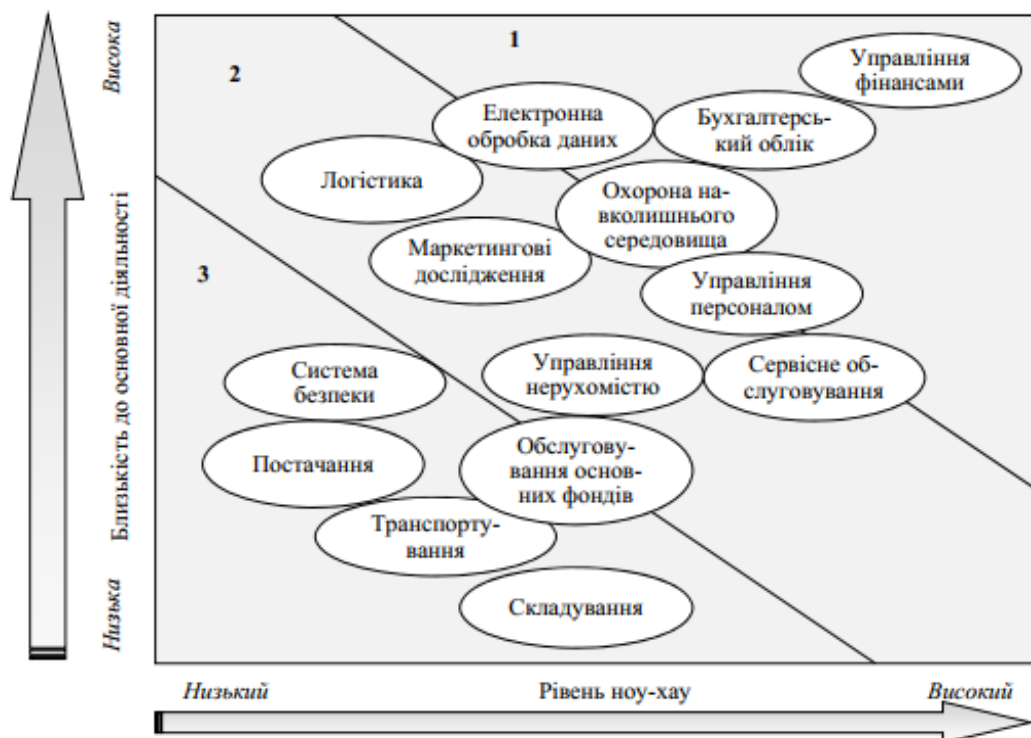 Висока
Близькість до основної діяльності
Низька
1
2
3
Управління
фінансами
Електронна
обробка даних
Бухгалтерсь-
кий облік
Логістика
Охорона на-
вколишнього
середовища
Маркетингові
дослідження
Управління
персоналом
Система
безпеки
Управління
нерухомістю
Сервісне об-
слуговування
Постачання
Обслугову-
вання основ-
них фондів
Транспорту-
вання
Складування
Низький
Рівень ноу-хау
Високий